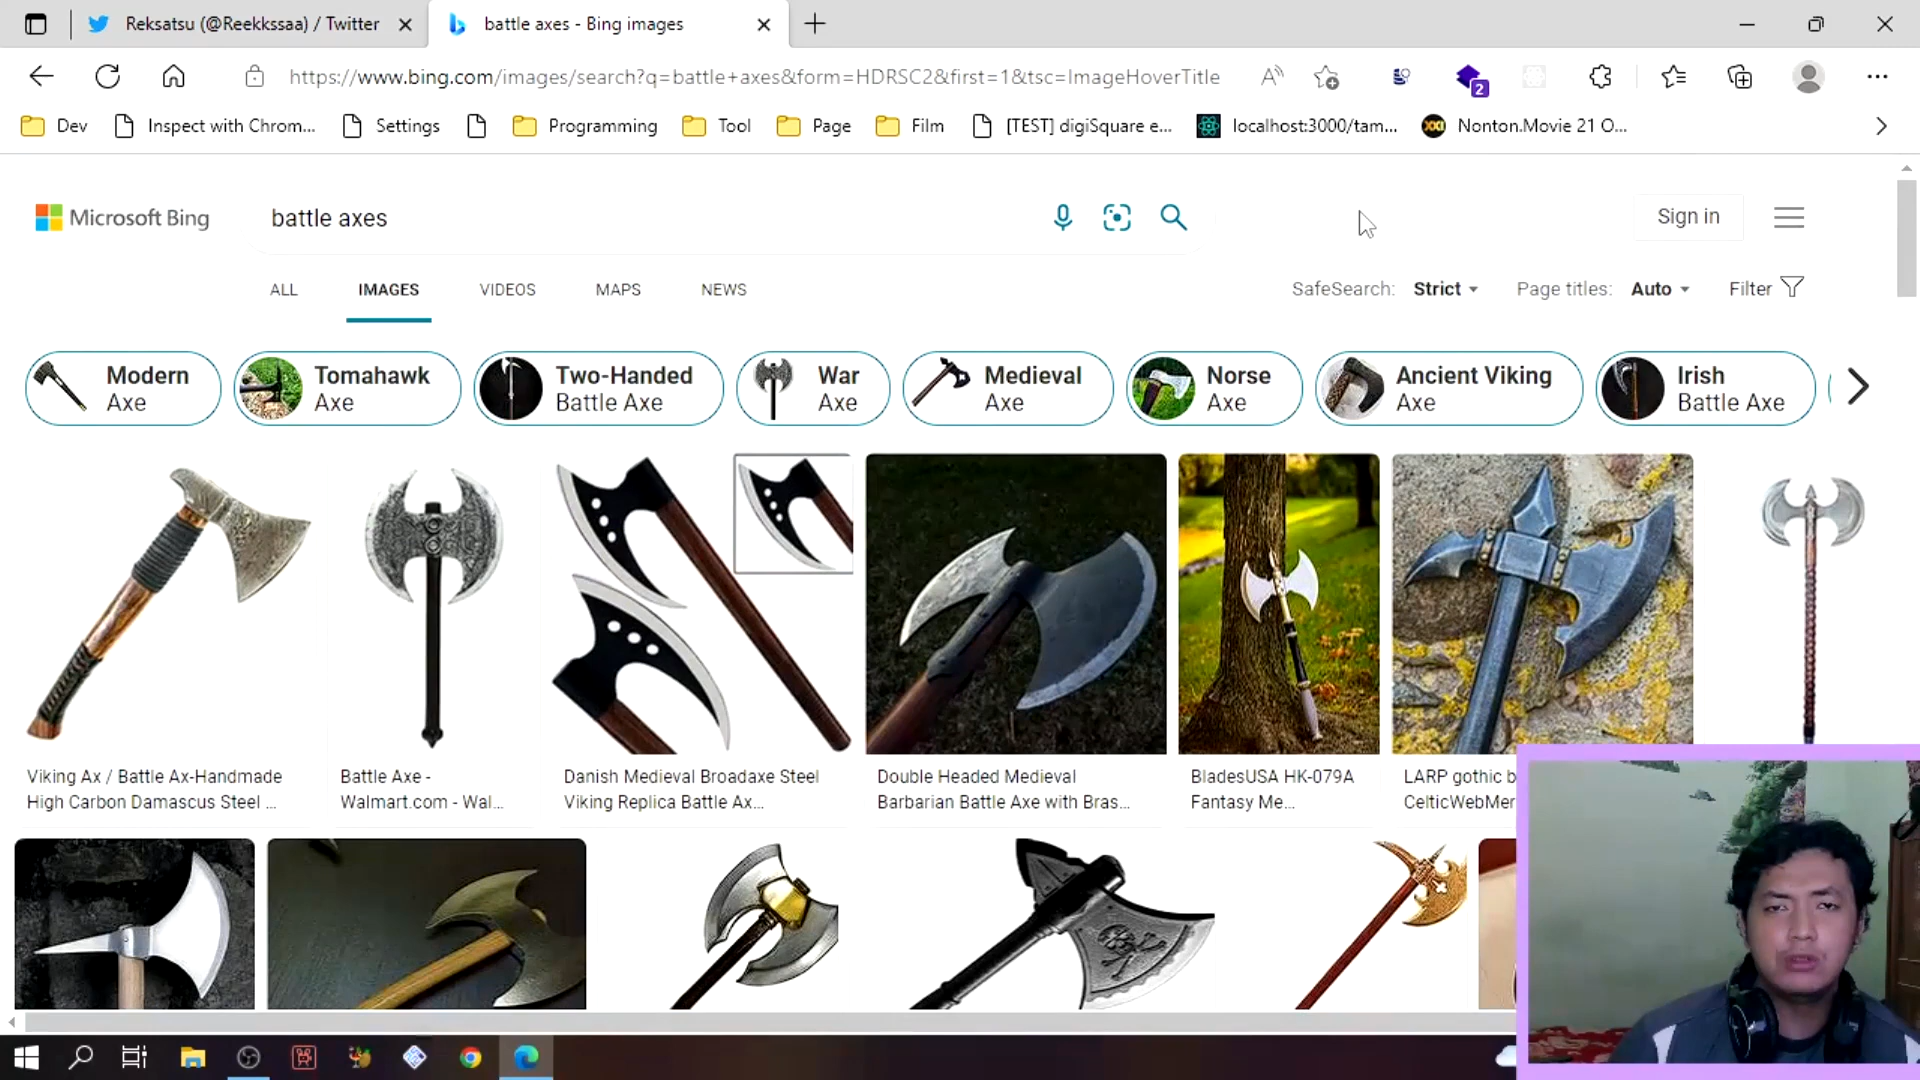 Reksatsu (@Reekkssaa) / Twitter
battle axes - Bing images
https://www.bing.com/images/search?q=battle+axes&form=HDRSC2&first=1&tsc=ImageHoverTitle
2
Dev
Inspect with Chrom...
Settings
Programming
Tool
Page
Film
[TEST] digiSquare e...
localhost:3000/tam...
XXI
Nonton.Movie 21 O...
Microsoft Bing
battle axes
Sign in
ALL
IMAGES
VIDEOS
MAPS
NEWS
SafeSearch: Strict
Page titles: Auto
Filter
Modern
Axe
Tomahawk
Axe
Two-Handed
Battle Axe
War
Axe
Medieval
Axe
Norse
Axe
Ancient Viking
Axe
Irish
Battle Axe
Viking Ax / Battle Ax-Handmade
High Carbon Damascus Steel ...
Battle Axe -
Walmart.com - Wal...
Danish Medieval Broadaxe Steel
Viking Replica Battle Ax...
Double Headed Medieval
Barbarian Battle Axe with Bras...
BladesUSA HK-079A
Fantasy Me...
LARP gothic b
CelticWebMer